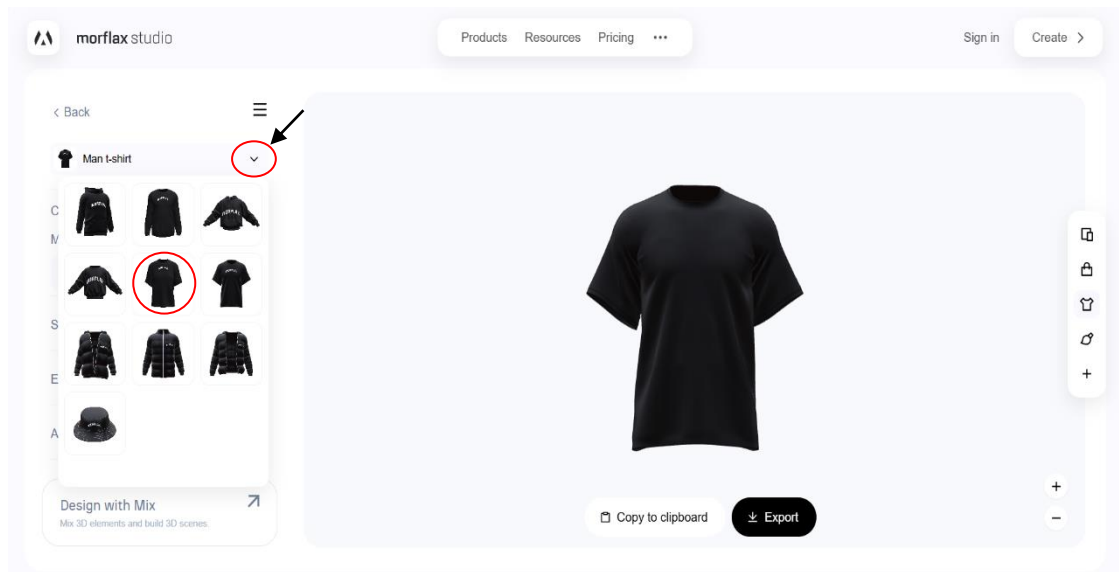 morflax studio
Products Resources Pricing •••
Sign in
Create
Back
Man t-shirt
C
M
S
E
A
Design with Mix
Mix 3D elements and build 3D scenes.
Copy to clipboard
Export